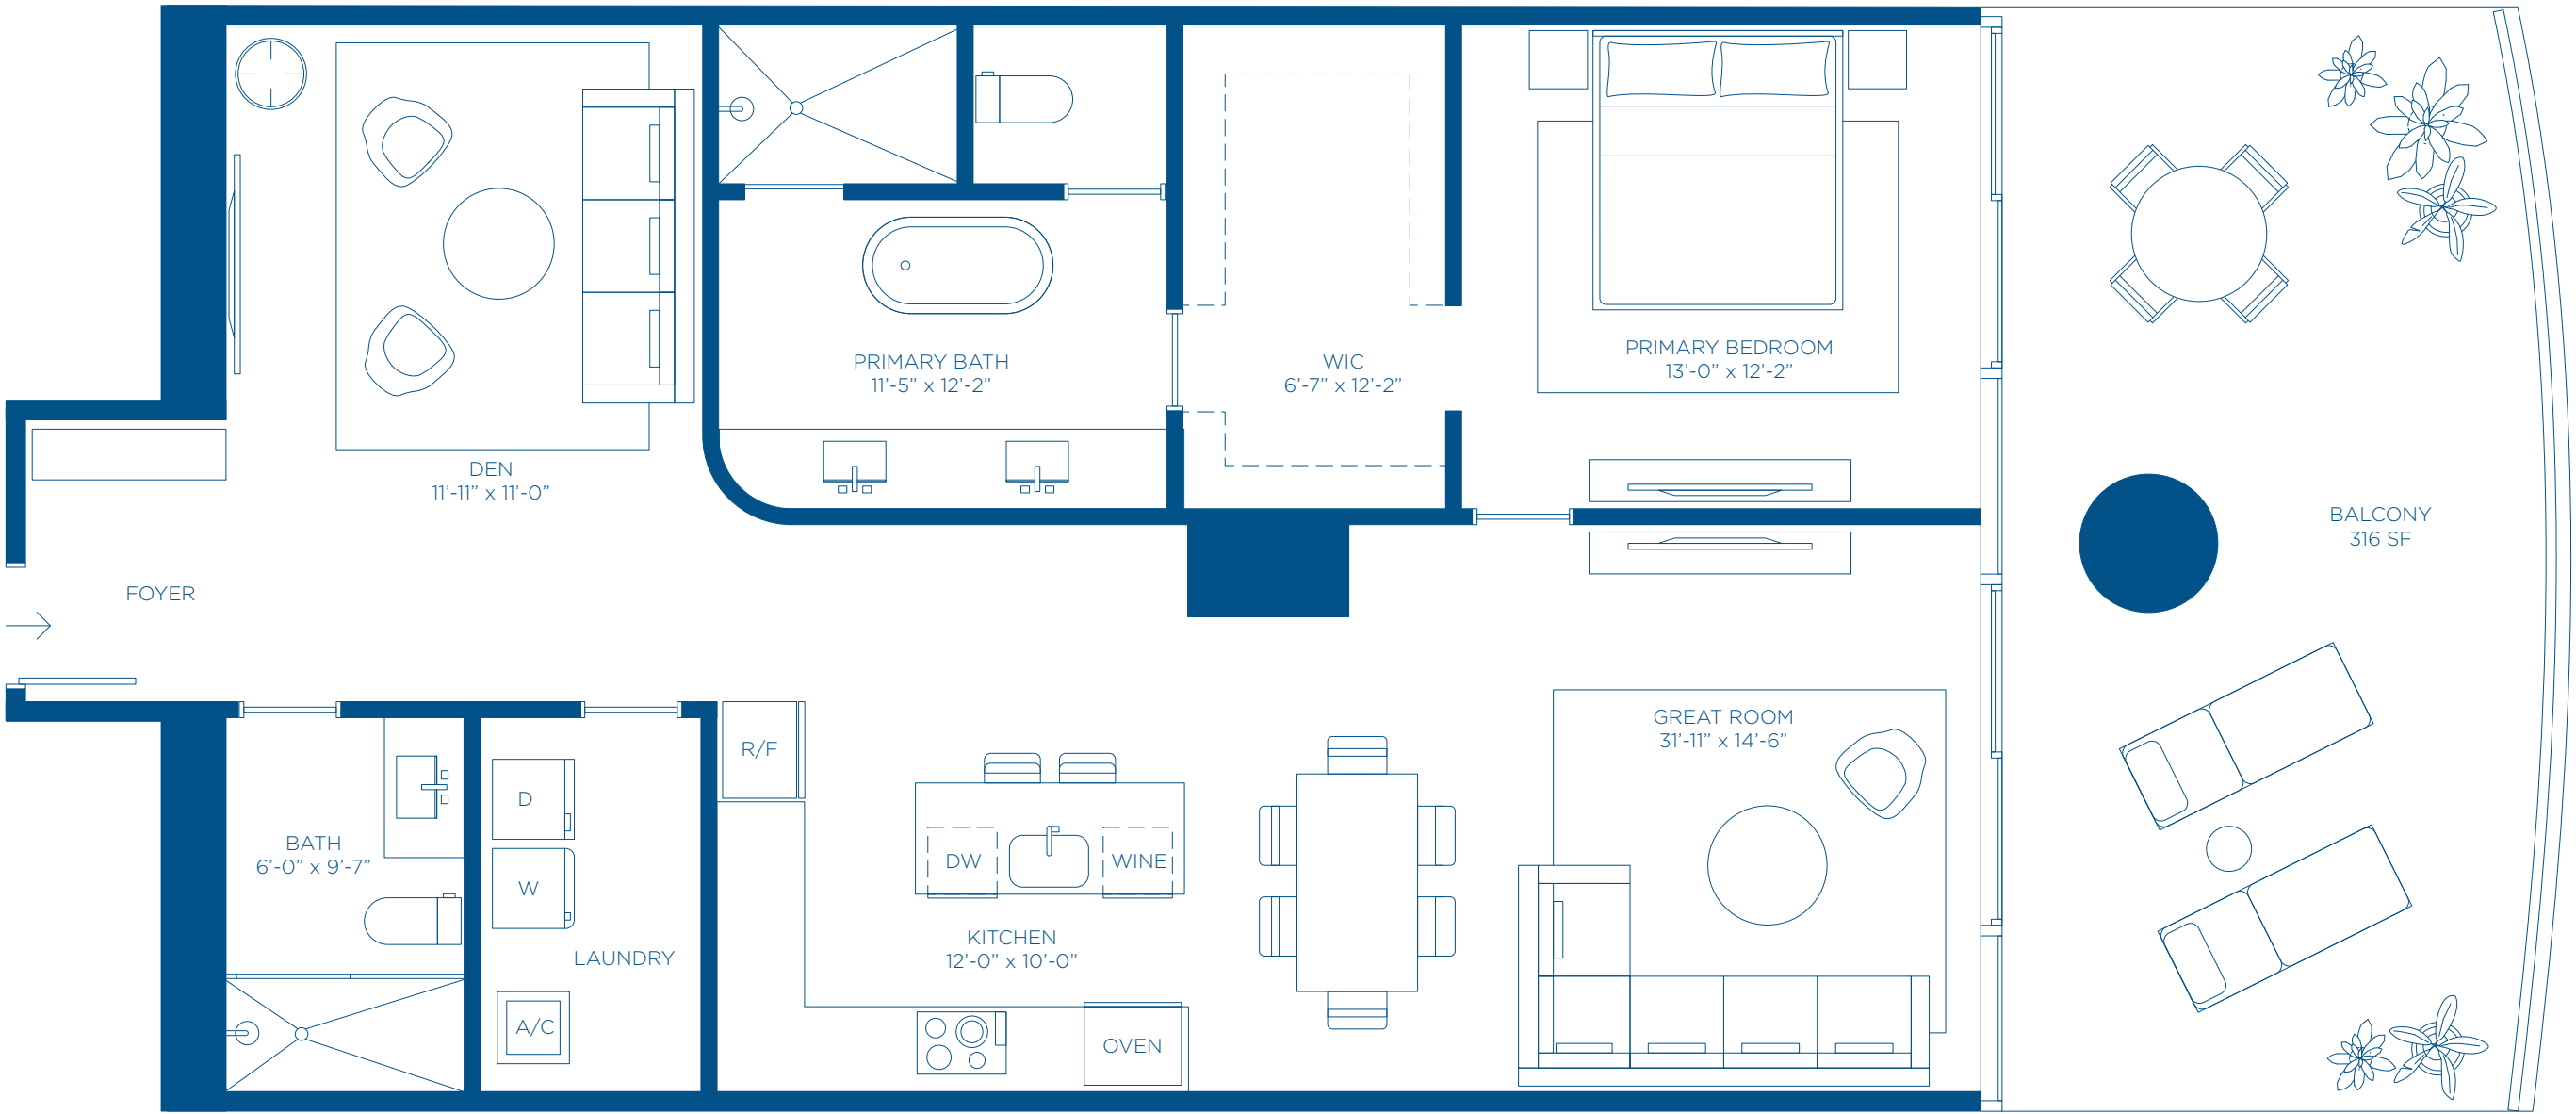 PRIMARY BATH
11'-5" x 12'-2"
WIC
6'-7" x 12'-2"
PRIMARY BEDROOM
13'-0" x 12'-2"
DEN
11'-11" x 11'-0"
BALCONY
316 SF
FOYER
GREAT ROOM
31'-11" x 14'-6"
R/F
D
BATH
6'-0" x 9'-7"
DW
WINE
W
KITCHEN
12'-0" x 10'-0"
LAUNDRY
A/C
OVEN